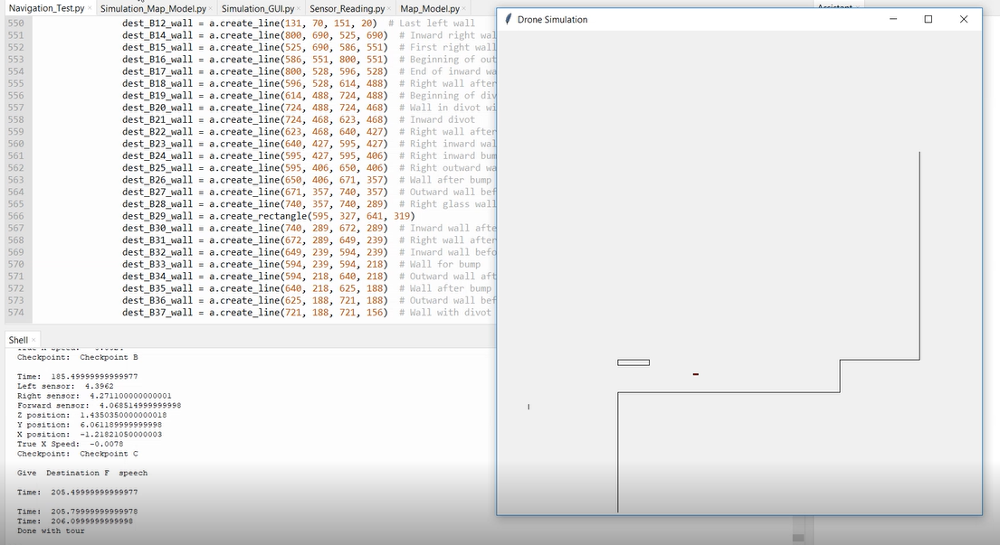 Navigation_Test.py × Simulation_Map_Model.py × Simulation_GUI.py × Sensor_Reading.py × Map_Model.py × Assistant ×
Drone Simulation
550 dest_B12_wall = a.create_line(131, 70, 151, 20) # Last left wall
551 dest_B14_wall = a.create_line(800, 690, 525, 690) # Inward right wal
552 dest_B15_wall = a.create_line(525, 690, 586, 551) # First right wall
553 dest_B16_wall = a.create_line(586, 551, 800, 551) # Beginning of out
554 dest_B17_wall = a.create_line(800, 528, 596, 528) # End of inward wa
555 dest_B18_wall = a.create_line(596, 528, 614, 488) # Right wall after
556 dest_B19_wall = a.create_line(614, 488, 724, 488) # Beginning of div
557 dest_B20_wall = a.create_line(724, 488, 724, 468) # Wall in divot wi
558 dest_B21_wall = a.create_line(724, 468, 623, 468) # Inward divot
559 dest_B22_wall = a.create_line(623, 468, 640, 427) # Right wall after
560 dest_B23_wall = a.create_line(640, 427, 595, 427) # Right inward wal
561 dest_B24_wall = a.create_line(595, 427, 595, 406) # Right inward bum
562 dest_B25_wall = a.create_line(595, 406, 650, 406) # Right outward wa
563 dest_B26_wall = a.create_line(650, 406, 671, 357) # Wall after bump
564 dest_B27_wall = a.create_line(671, 357, 740, 357) # Outward wall bef
565 dest_B28_wall = a.create_line(740, 357, 740, 289) # Right glass wall
566 dest_B29_wall = a.create_rectangle(595, 327, 641, 319)
567 dest_B30_wall = a.create_line(740, 289, 672, 289) # Inward wall afte
568 dest_B31_wall = a.create_line(672, 289, 649, 239) # Right wall after
569 dest_B32_wall = a.create_line(649, 239, 594, 239) # Inward wall befo
570 dest_B33_wall = a.create_line(594, 239, 594, 218) # Wall for bump
571 dest_B34_wall = a.create_line(594, 218, 640, 218) # Outward wall aft
572 dest_B35_wall = a.create_line(640, 218, 625, 188) # Wall after bump
573 dest_B36_wall = a.create_line(625, 188, 721, 188) # Outward wall bef
574 dest_B37_wall = a.create_line(721, 188, 721, 156) # Wall with divot
Shell ×
Checkpoint: Checkpoint B
Time: 185.49999999999977
Left sensor: 4.3962
Right sensor: 4.271100000000001
Forward sensor: 4.068514999999998
Z position: 1.4350350000000018
Y position: 6.061189999999998
X position: -1.21821050000003
True X Speed: -0.0078
Checkpoint: Checkpoint C
Give Destination F speech
Time: 205.49999999999977
Time: 205.79999999999978
Time: 206.0999999999998
Done with tour